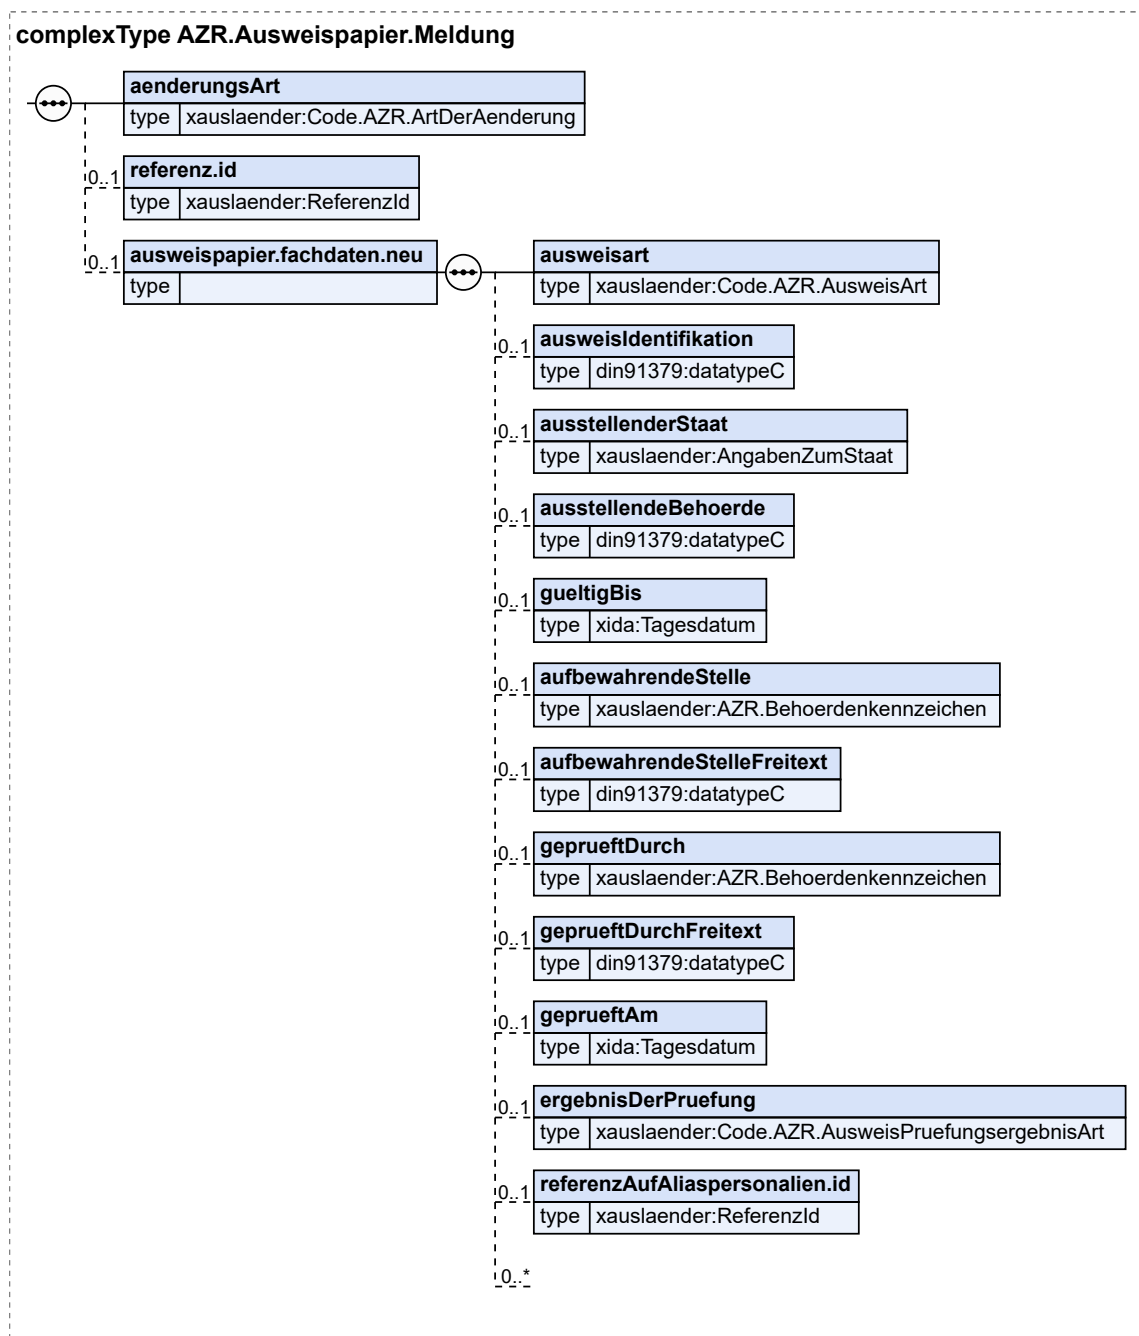 complexType AZR.Ausweispapier.Meldung
aenderungsArt
type xauslaender:Code.AZR.ArtDerAenderung
0..1
referenz.id
type xauslaender:ReferenzId
0..1
ausweispapier.fachdaten.neu
type
ausweisart
type xauslaender:Code.AZR.AusweisArt
0..1
ausweisIdentifikation
type din91379:datatypeC
0..1
ausstellenderStaat
type xauslaender:AngabenZumStaat
0..1
ausstellendeBehoerde
type din91379:datatypeC
0..1
gueltigBis
type xida:Tagesdatum
0..1
aufbewahrendeStelle
type xauslaender:AZR.Behoerdenkennzeichen
0..1
aufbewahrendeStelleFreitext
type din91379:datatypeC
0..1
geprueftDurch
type xauslaender:AZR.Behoerdenkennzeichen
0..1
geprueftDurchFreitext
type din91379:datatypeC
0..1
geprueftAm
type xida:Tagesdatum
0..1
ergebnisDerPruefung
type xauslaender:Code.AZR.AusweisPruefungsergebnisArt
0..1
referenzAufAliaspersonalien.id
type xauslaender:ReferenzId
0..*